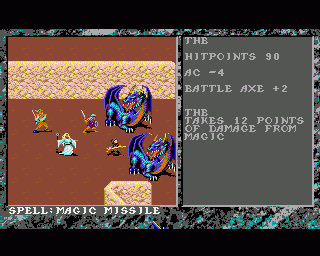 THE
HITPOINTS 90
AC -4
BATTLE AXE +2
THE
TAKES 12 POINTS
OF DAMAGE FROM
MAGIC
SPELL:MAGIC MISSILE